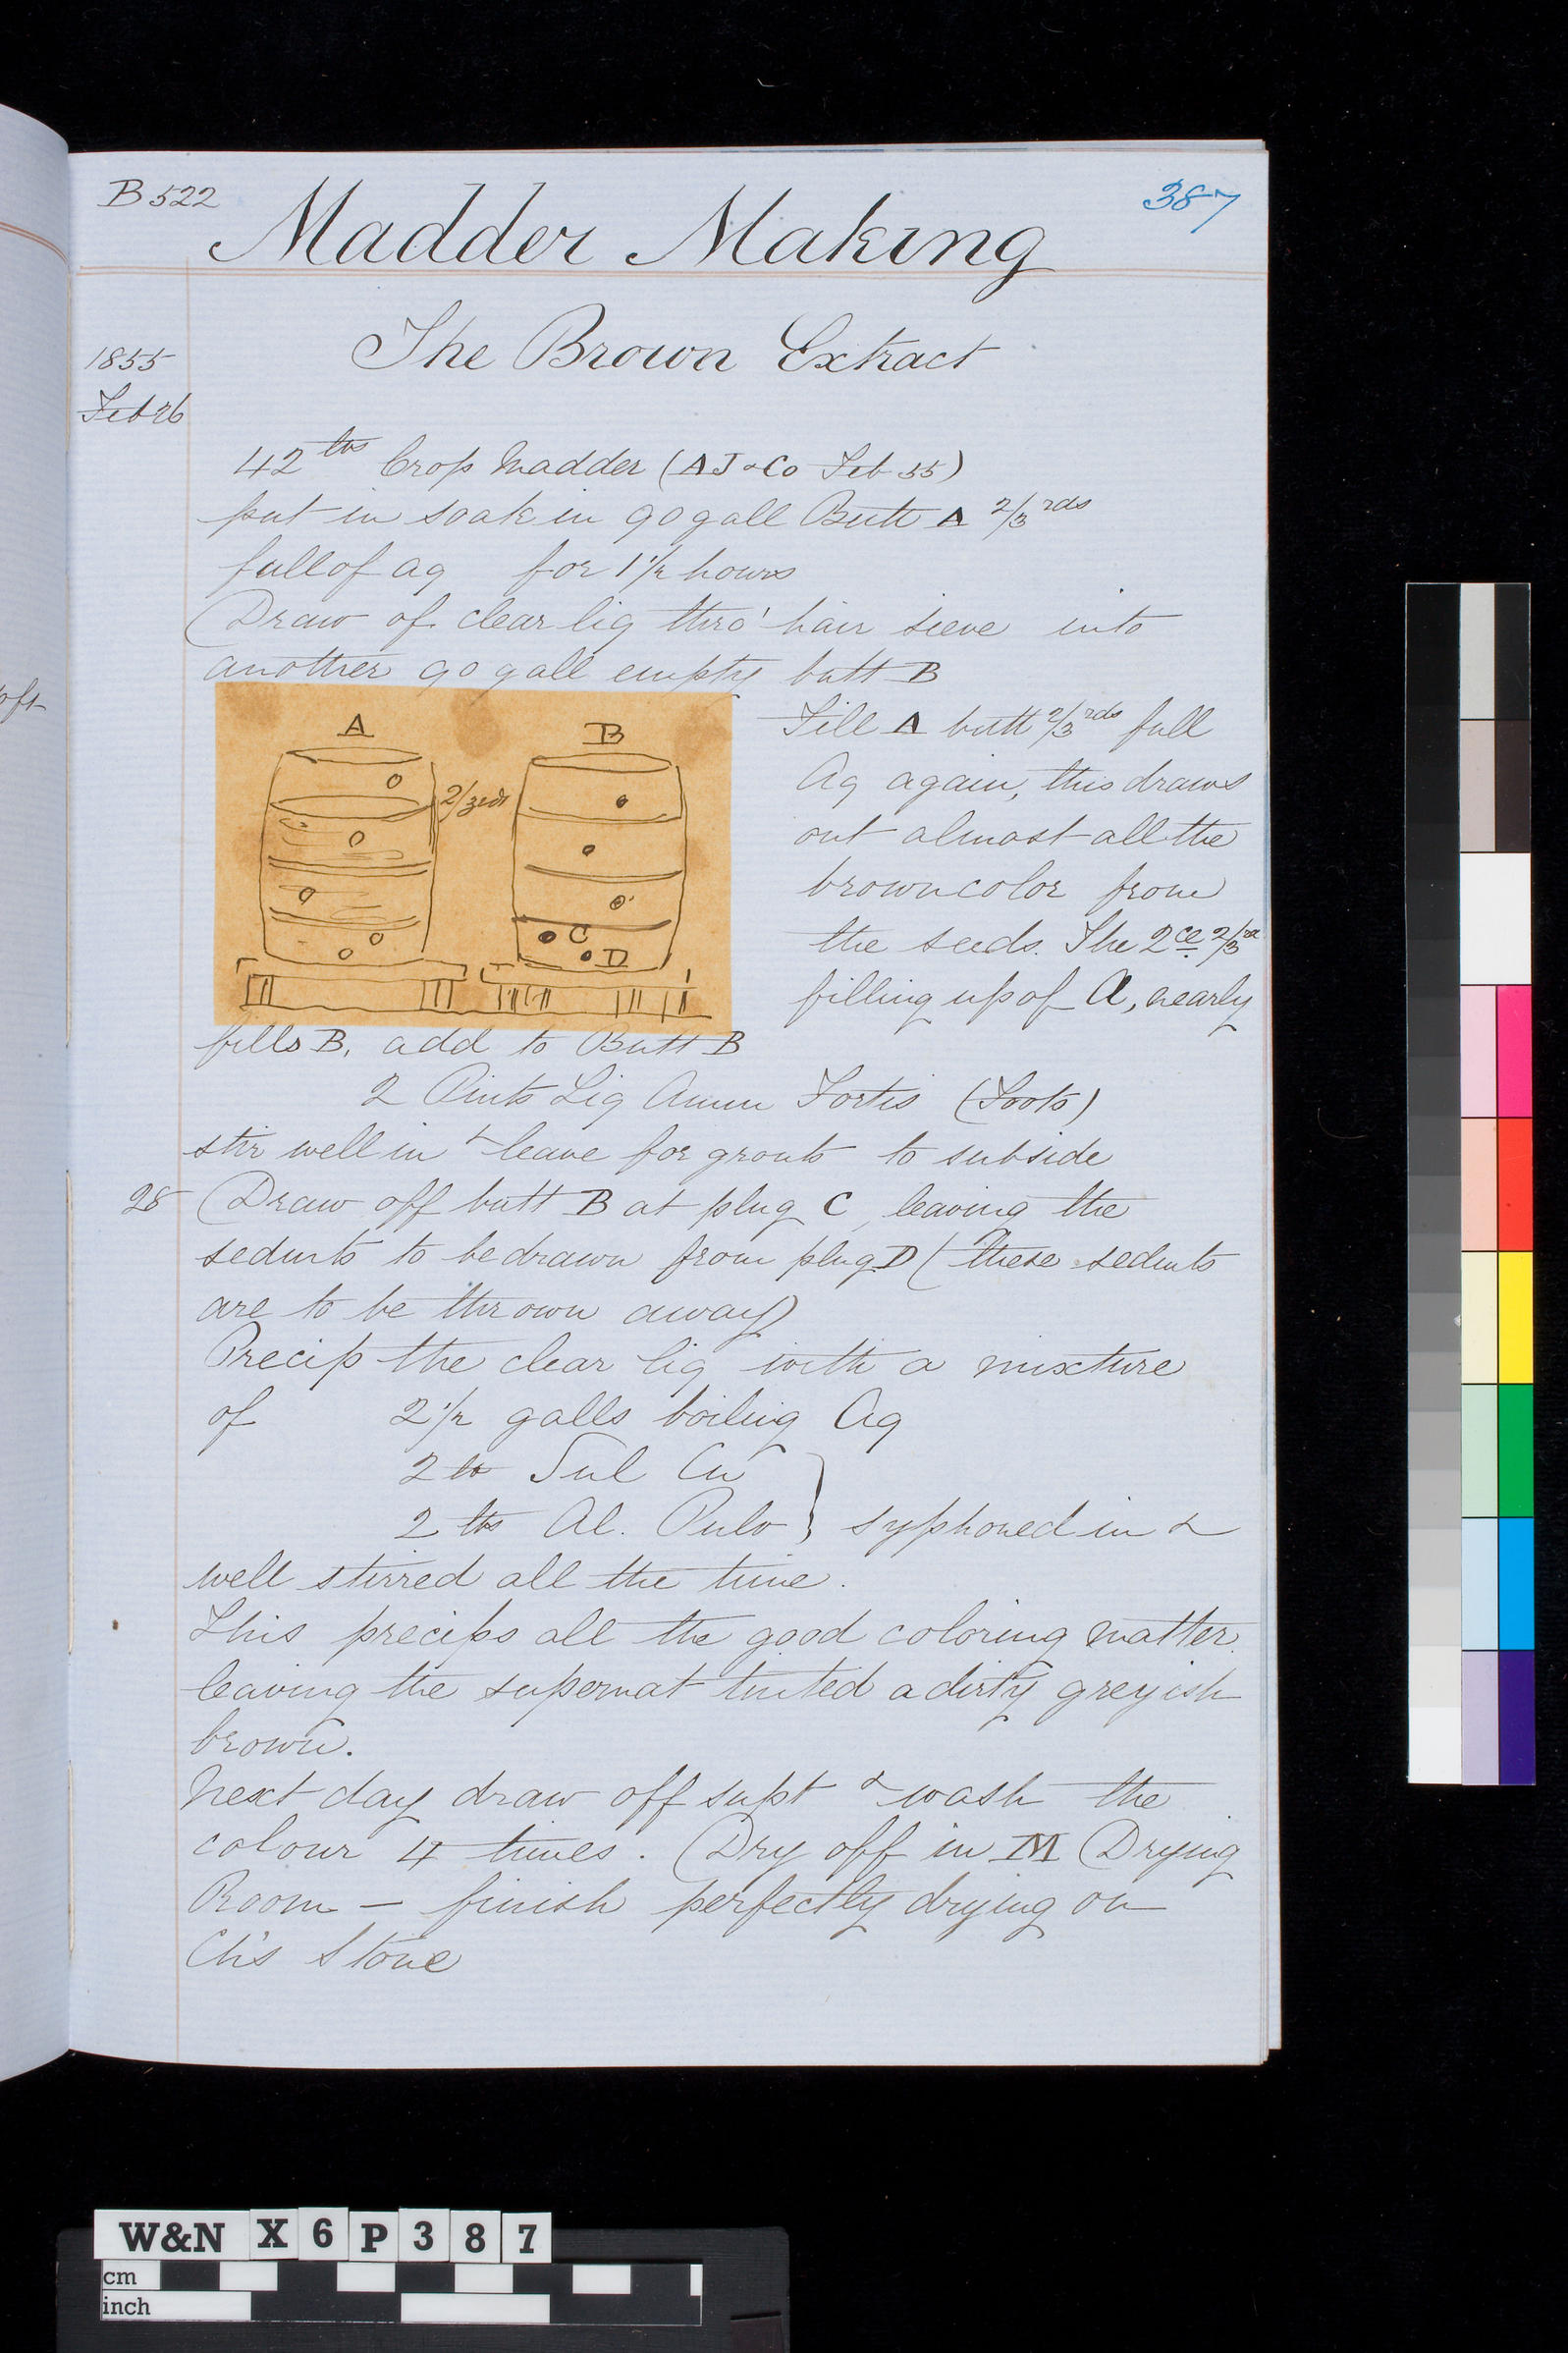 B 522
387
Madder Making
The Brown Extract
1855
Feb 26
42 lbs Crop Madder (AJ & Co Feb 55)
put in soak in 90 gall Butt A 2/3rds
full of aq for 1 1/2 hours
Draw of clear liq thro' hair sieve into
another 90 gall empty butt B
A
B
2/3rds
C
D
Fill A butt 2/3rds full
Aq again, this draws
out almost all the
brown color from
the seeds. The 2ce 2/3
filling up of A, nearly
fills B, add to Butt B
2 Pints Liq Amm Fortis
stir well in & leave for grouts to subside
28
Draw off butt B at plug C, leaving the
sedmts to be drawn from plug D (these sedmts
are to be thrown away)
Precip the clear liq with a mixture
of 2 1/2 galls boiling Aq
2 lbs Sul Cu
2 lbs Al. Pulv } syphoned in &
well stirred all the time.
This precips all the good coloring matter.
leaving the supernat tinted a dirty greyish
brown.
Next day draw off supt & wash the
colour 4 times. Dry off in M Drying
Room – finish perfectly drying on
Ch's Stove
W&N X 6 P 3 8 7
cm
inch